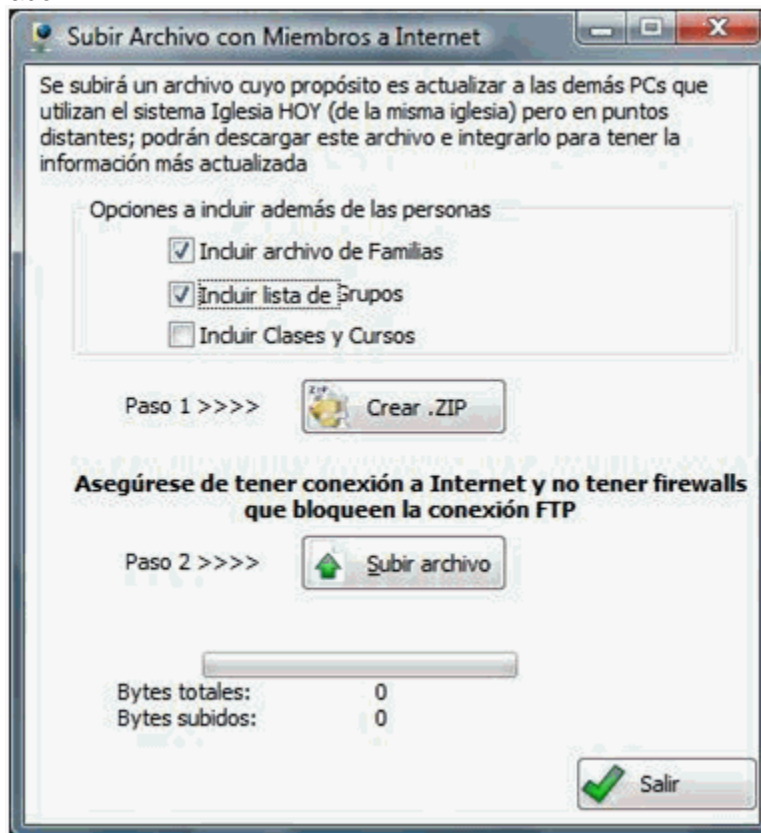 Subir Archivo con Miembros a Internet
Se subirá un archivo cuyo propósito es actualizar a las demás PCs que
utilizan el sistema Iglesia HOY (de la misma iglesia) pero en puntos
distantes; podrán descargar este archivo e integrarlo para tener la
información más actualizada
Opciones a incluir además de las personas
Incluir archivo de Familias
Incluir lista de Grupos
Incluir Clases y Cursos
Paso 1 >>>> Crear .ZIP
Asegúrese de tener conexión a Internet y no tener firewalls
que bloqueen la conexión FTP
Paso 2 >>>> Subir archivo
Bytes totales: 0
Bytes subidos: 0
Salir